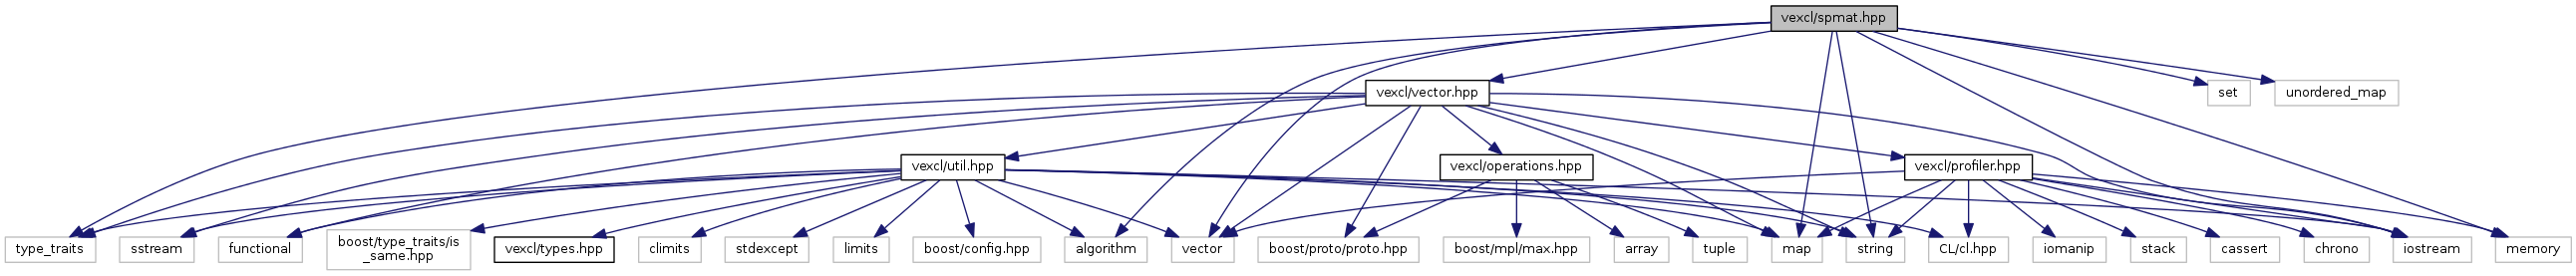 vexcl/spmat.hpp
vexcl/vector.hpp
set
unordered_map
vexcl/util.hpp
vexcl/operations.hpp
vexcl/profiler.hpp
type_traits
sstream
functional
boost/type_traits/is
_same.hpp
vexcl/types.hpp
climits
stdexcept
limits
boost/config.hpp
algorithm
vector
boost/proto/proto.hpp
boost/mpl/max.hpp
array
tuple
map
string
CL/cl.hpp
iomanip
stack
cassert
chrono
iostream
memory